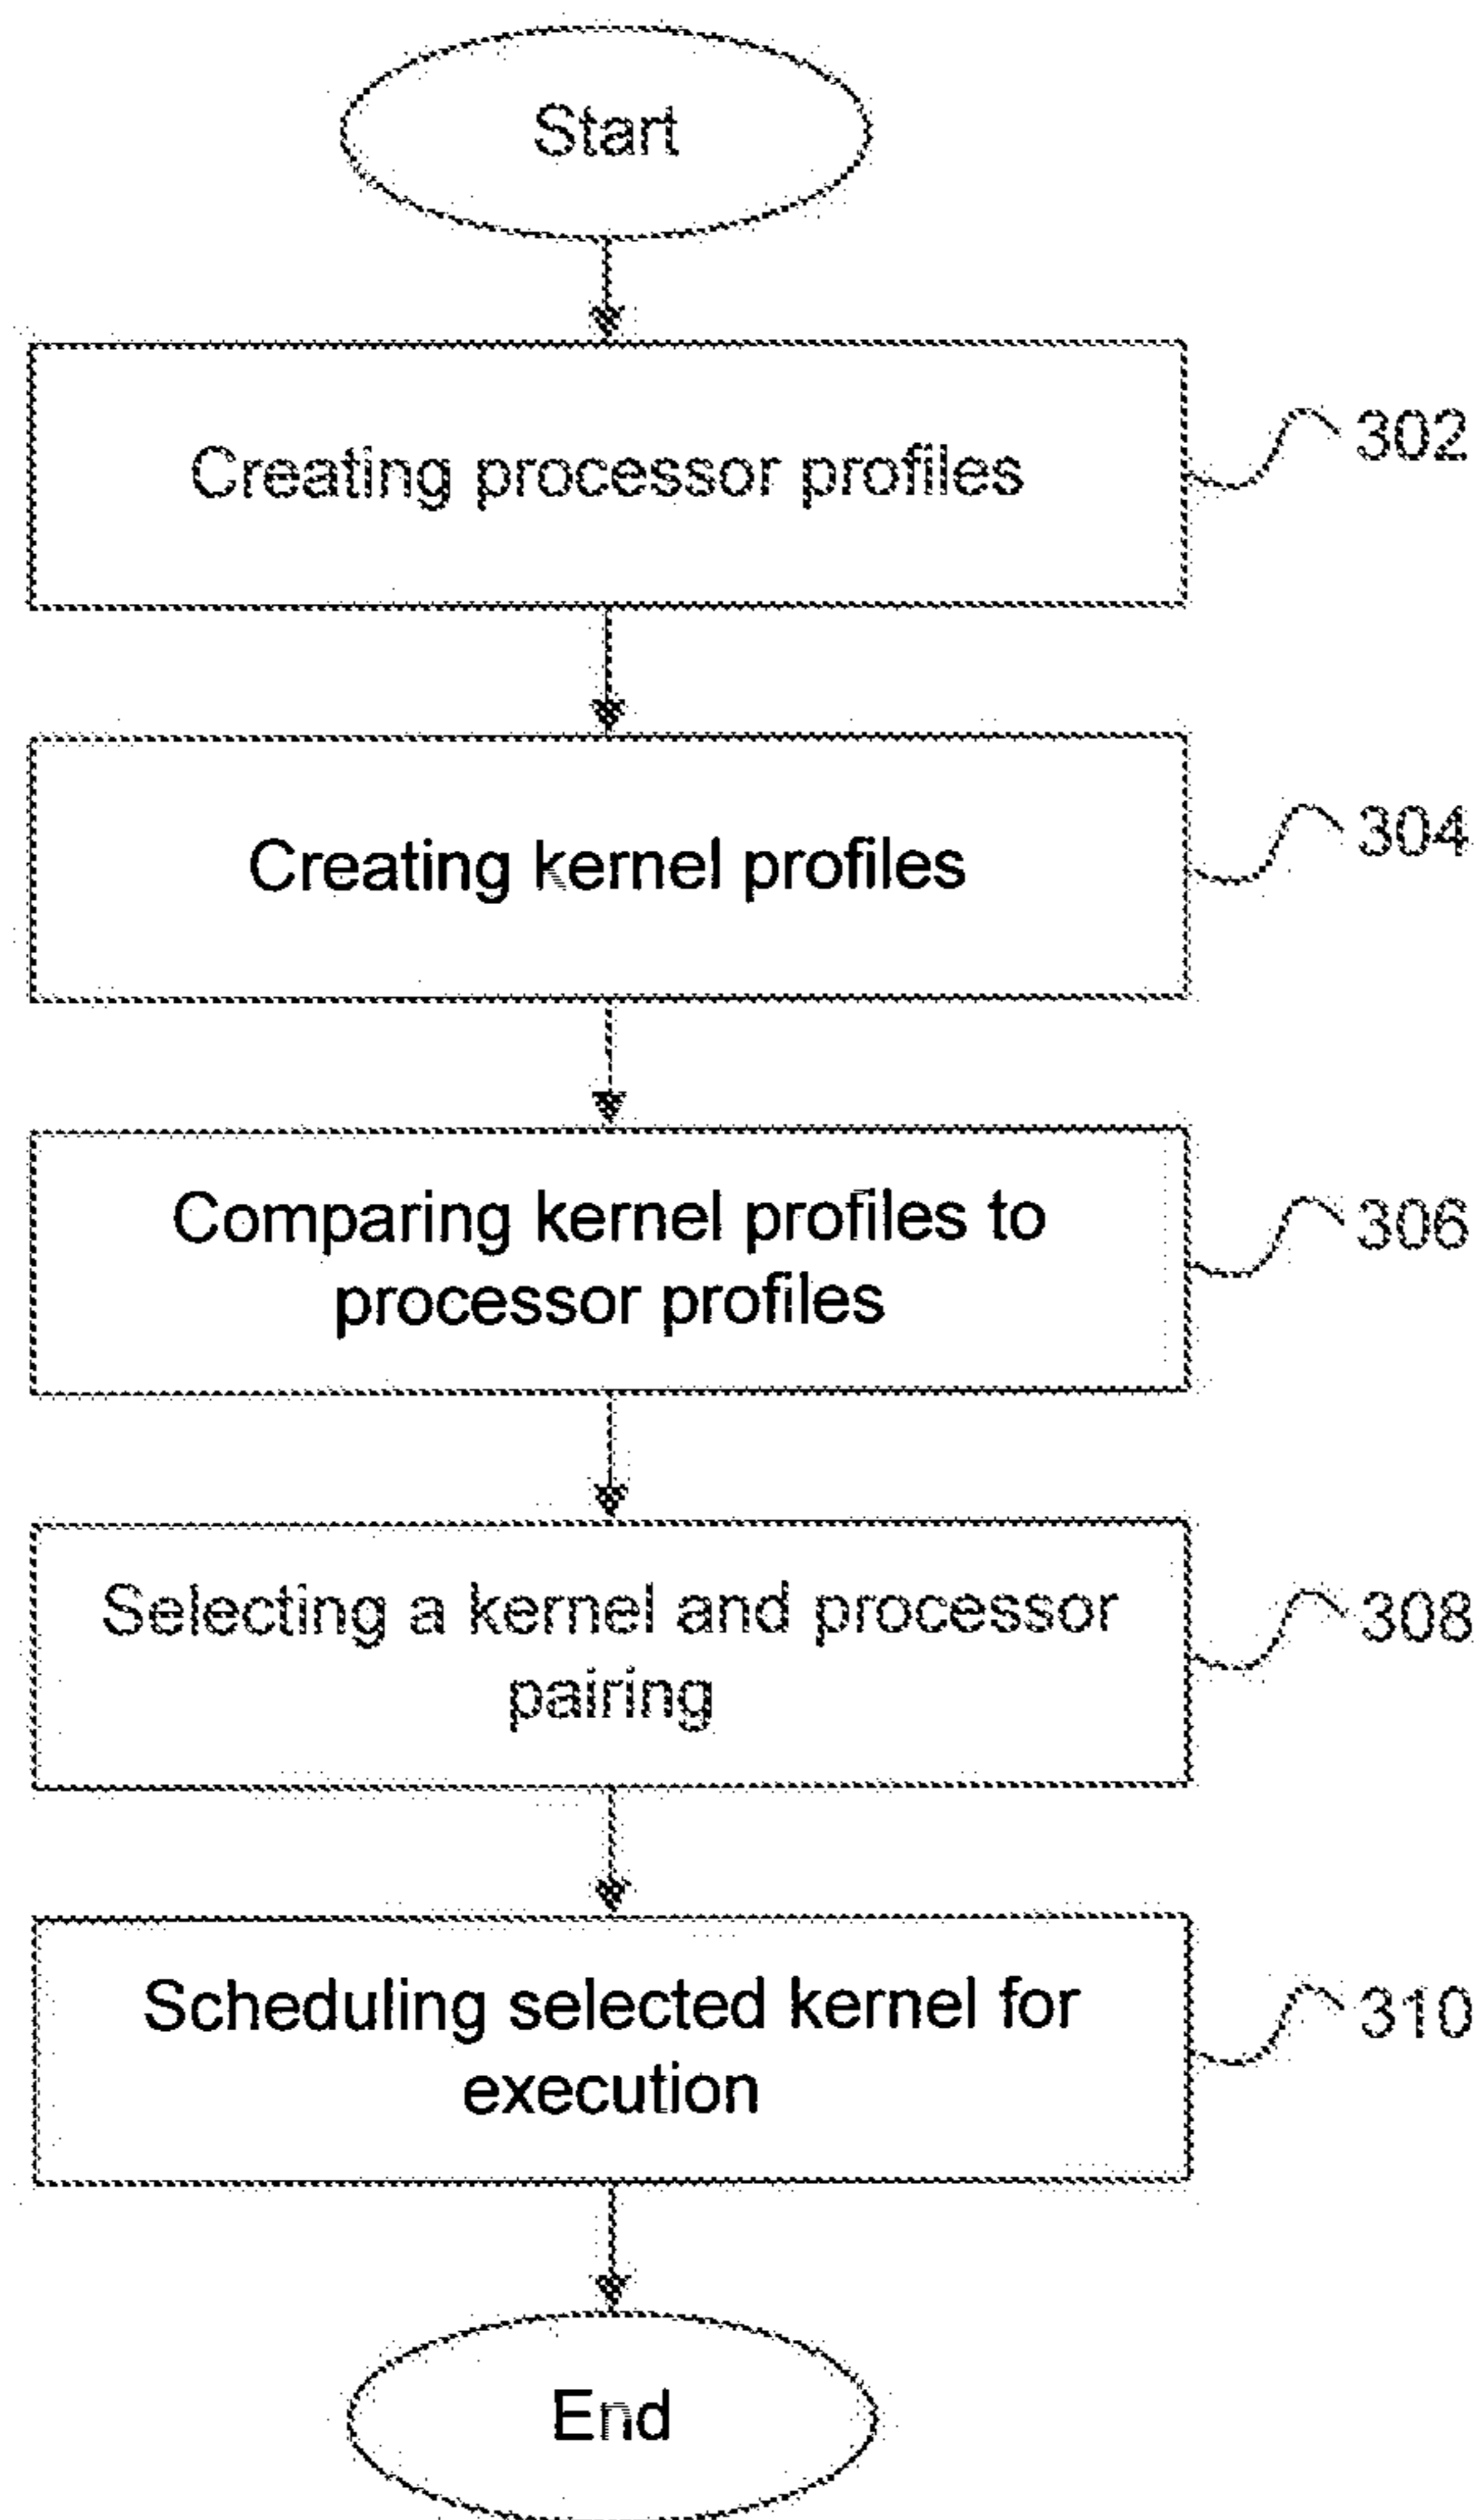 Start
Creating processor profiles
302
Creating kernel profiles
304
Comparing kernel profiles to
processor profiles
306
Selecting a kernel and processor
pairing
308
Scheduling selected kernel for
execution
310
End